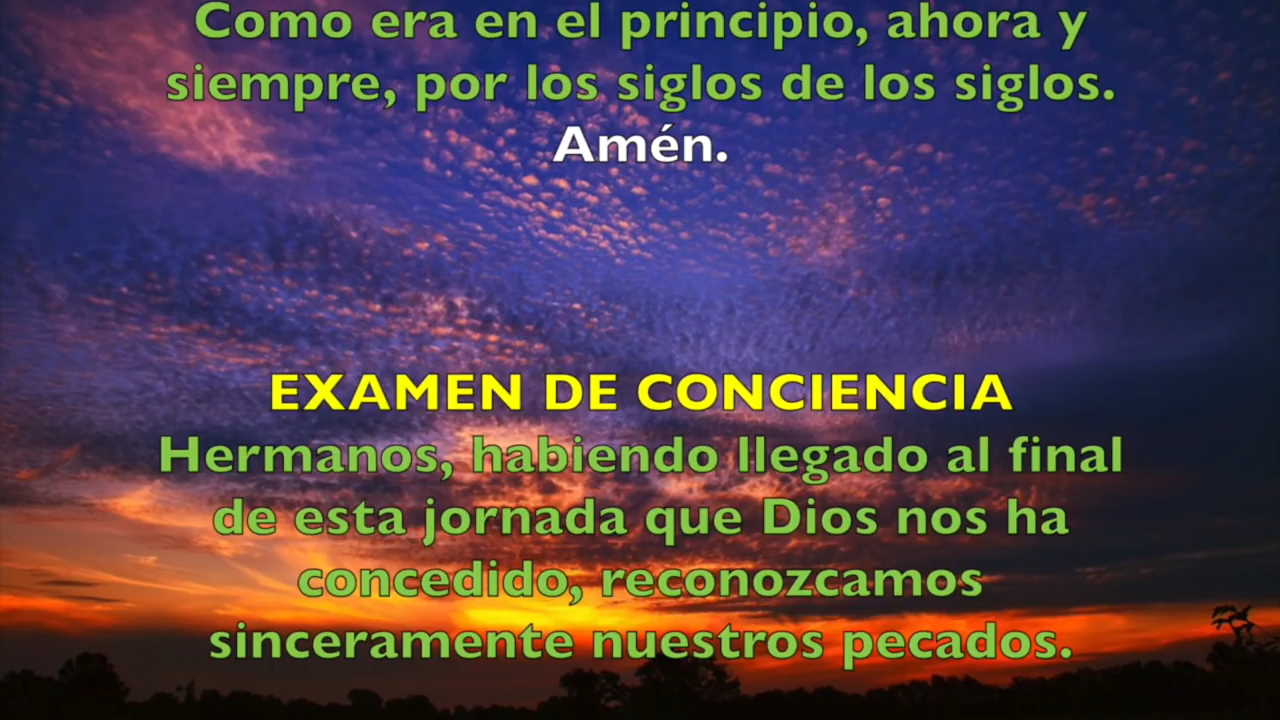 Como era en el principio, ahora y
siempre, por los siglos de los siglos.
Amén.
EXAMEN DE CONCIENCIA
Hermanos, habiendo llegado al final
de esta jornada que Dios nos ha
concedido, reconozcamos
sinceramente nuestros pecados.